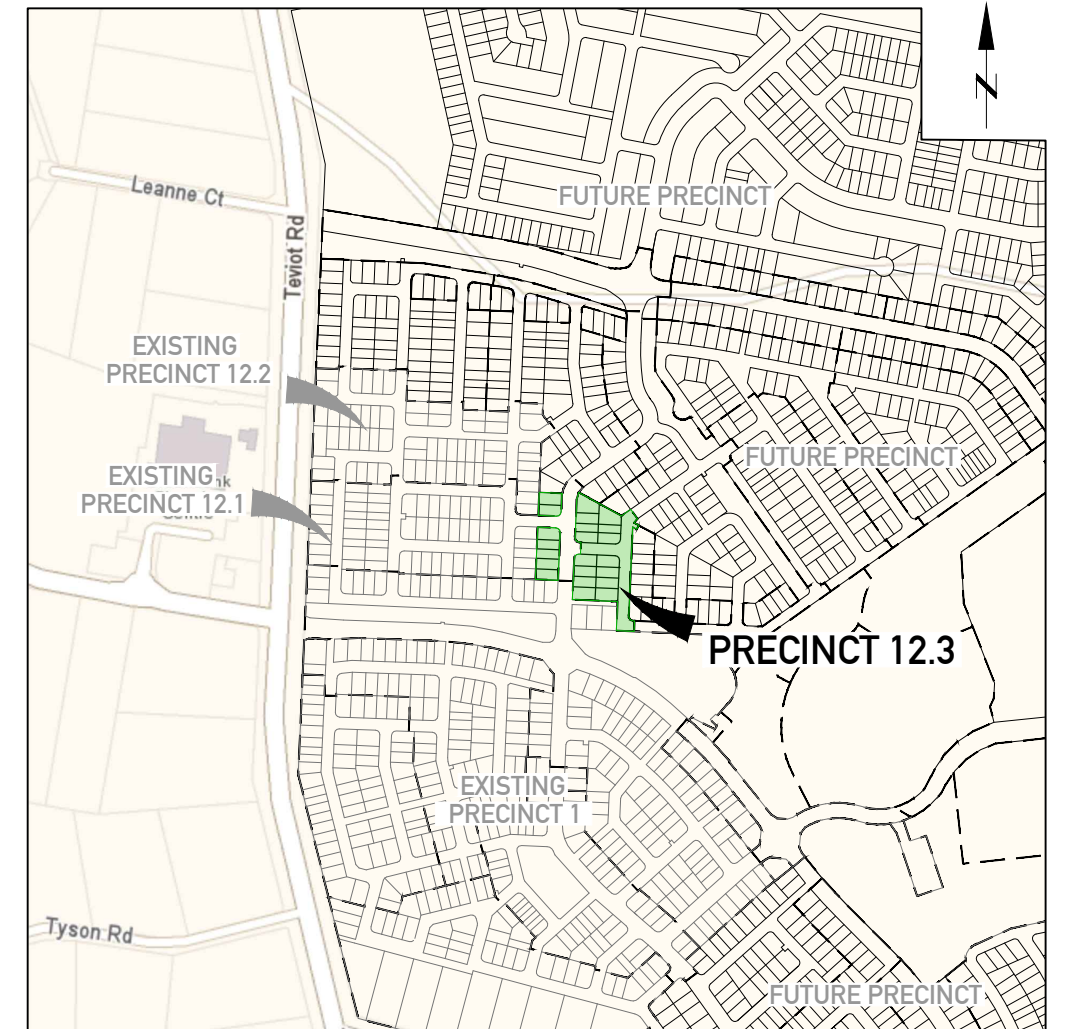 N
Leanne Ct
FUTURE PRECINCT
Teviot Rd
EXISTING
PRECINCT 12.2
FUTURE PRECINCT
EXISTING
PRECINCT 12.1
PRECINCT 12.3
EXISTING
PRECINCT 1
Tyson Rd
FUTURE PRECINCT